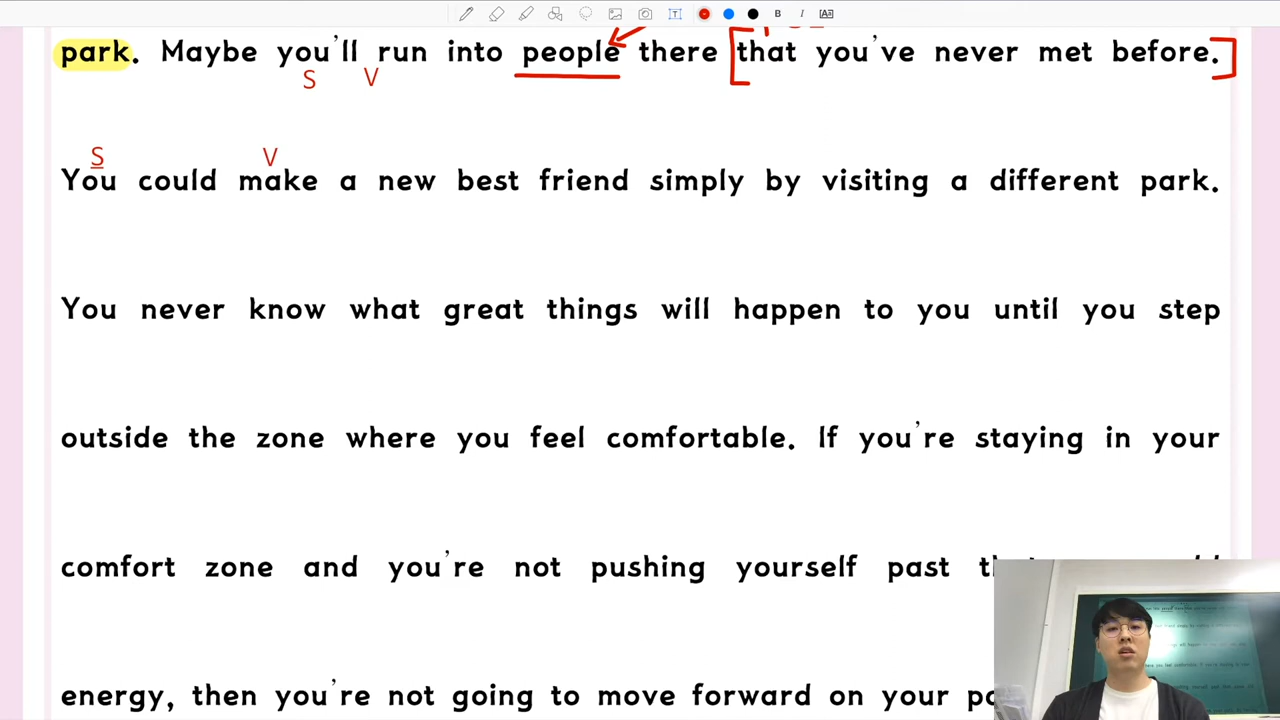 park. Maybe you'll run into people there that you've never met before.
S V
S V
You could make a new best friend simply by visiting a different park.
You never know what great things will happen to you until you step
outside the zone where you feel comfortable. If you're staying in your
comfort zone and you're not pushing yourself past
energy, then you're not going to move forward on your